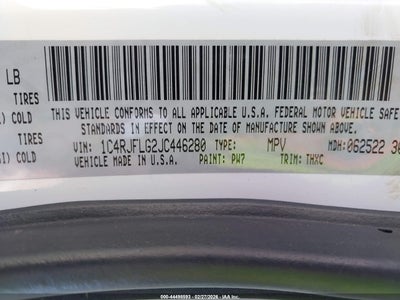 LB
TIRES
) COLD
TIRES
) COLD
THIS VEHICLE CONFORMS TO ALL APPLICABLE U.S.A. FEDERAL MOTOR VEHICLE SAFE
STANDARDS IN EFFECT ON THE DATE OF MANUFACTURE SHOWN ABOVE.
VIN: 1C4RJFLG2JC446280 TYPE: MPV MDH: 062522
VEHICLE MADE IN U.S.A. PAINT: PW7 TRIM: THXC
000-44498593 - 02/27/2026 - IAA Inc.